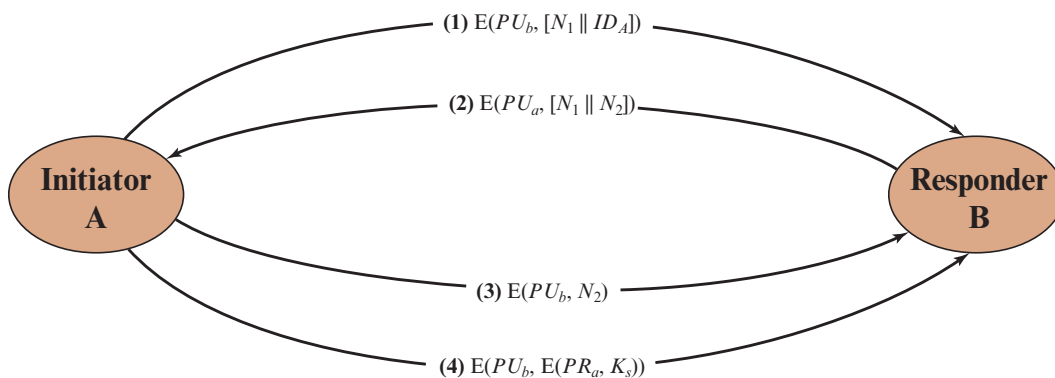 (1) E(PU_b, [N_1 || ID_A])
(2) E(PU_a, [N_1 || N_2])
Initiator
A
Responder
B
(3) E(PU_b, N_2)
(4) E(PU_b, E(PR_a, K_s))